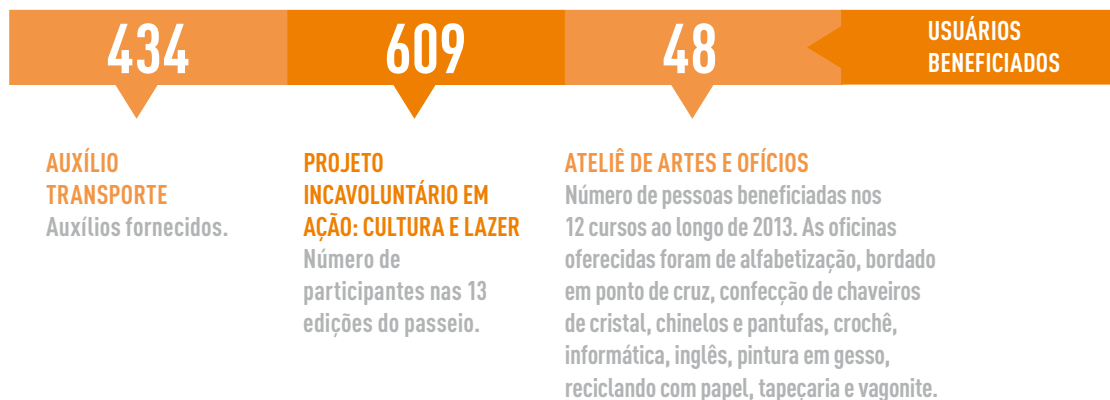 434
609
48
USUÁRIOS
BENEFICIADOS
AUXÍLIO
TRANSPORTE
Auxílios fornecidos.
PROJETO
INCAVOLUNTÁRIO EM
AÇÃO: CULTURA E LAZER
Número de
participantes nas 13
edições do passeio.
ATELIÊ DE ARTES E OFÍCIOS
Número de pessoas beneficiadas nos
12 cursos ao longo de 2013. As oficinas
oferecidas foram de alfabetização, bordado
em ponto de cruz, confecção de chaveiros
de cristal, chinelos e pantufas, crochê,
informática, inglês, pintura em gesso,
reciclando com papel, tapeçaria e vagonite.